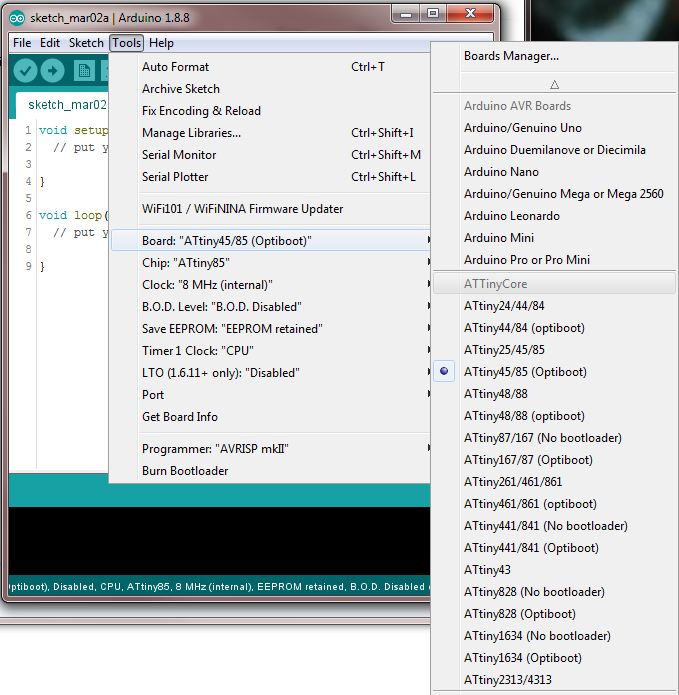 sketch_mar02a | Arduino 1.8.8
File Edit Sketch Tools Help
sketch_mar02
1 void setup
2 // put y
3
4 }
5
6 void loop(
7 // put y
8
9 }
Auto Format Ctrl+T
Archive Sketch
Fix Encoding & Reload
Manage Libraries... Ctrl+Shift+I
Serial Monitor Ctrl+Shift+M
Serial Plotter Ctrl+Shift+L
WiFi101 / WiFiNINA Firmware Updater
Board: "ATtiny45/85 (Optiboot)"
Chip: "ATtiny85"
Clock: "8 MHz (internal)"
B.O.D. Level: "B.O.D. Disabled"
Save EEPROM: "EEPROM retained"
Timer 1 Clock: "CPU"
LTO (1.6.11+ only): "Disabled"
Port
Get Board Info
Programmer: "AVRISP mkII"
Burn Bootloader
Boards Manager...
Arduino AVR Boards
Arduino/Genuino Uno
Arduino Duemilanove or Diecimila
Arduino Nano
Arduino/Genuino Mega or Mega 2560
Arduino Leonardo
Arduino Mini
Arduino Pro or Pro Mini
ATTinyCore
ATtiny24/44/84
ATtiny44/84 (optiboot)
ATtiny25/45/85
ATtiny45/85 (Optiboot)
ATtiny48/88
ATtiny48/88 (optiboot)
ATtiny87/167 (No bootloader)
ATtiny167/87 (Optiboot)
ATtiny261/461/861
ATtiny461/861 (optiboot)
ATtiny441/841 (No bootloader)
ATtiny441/841 (Optiboot)
ATtiny43
ATtiny828 (No bootloader)
ATtiny828 (Optiboot)
ATtiny1634 (No bootloader)
ATtiny1634 (Optiboot)
ATtiny2313/4313
ptiboot), Disabled, CPU, ATtiny85, 8 MHz (internal), EEPROM retained, B.O.D. Disabled